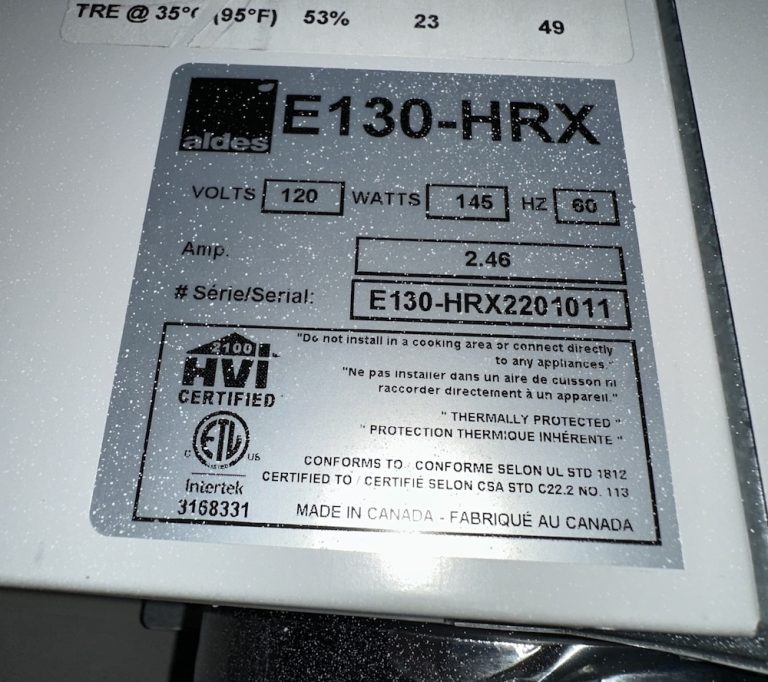 TRE @ 35°C (95°F) 53% 23 49
aldes E130-HRX
VOLTS 120 WATTS 145 HZ 60
Amp. 2.46
# Série/Serial: E130-HRX2201011
2100
HVI
CERTIFIED
"Do not install in a cooking area or connect directly
to any appliances."
"Ne pas installer dans un aire de cuisson ni
raccorder directement à un appareil."
" THERMALLY PROTECTED "
" PROTECTION THERMIQUE INHÉRENTE "
C ETL US
LISTED
Intertek
3168331
CONFORMS TO / CONFORME SELON UL STD 1812
CERTIFIED TO / CERTIFIÉ SELON CSA STD C22.2 NO. 113
MADE IN CANADA - FABRIQUÉ AU CANADA